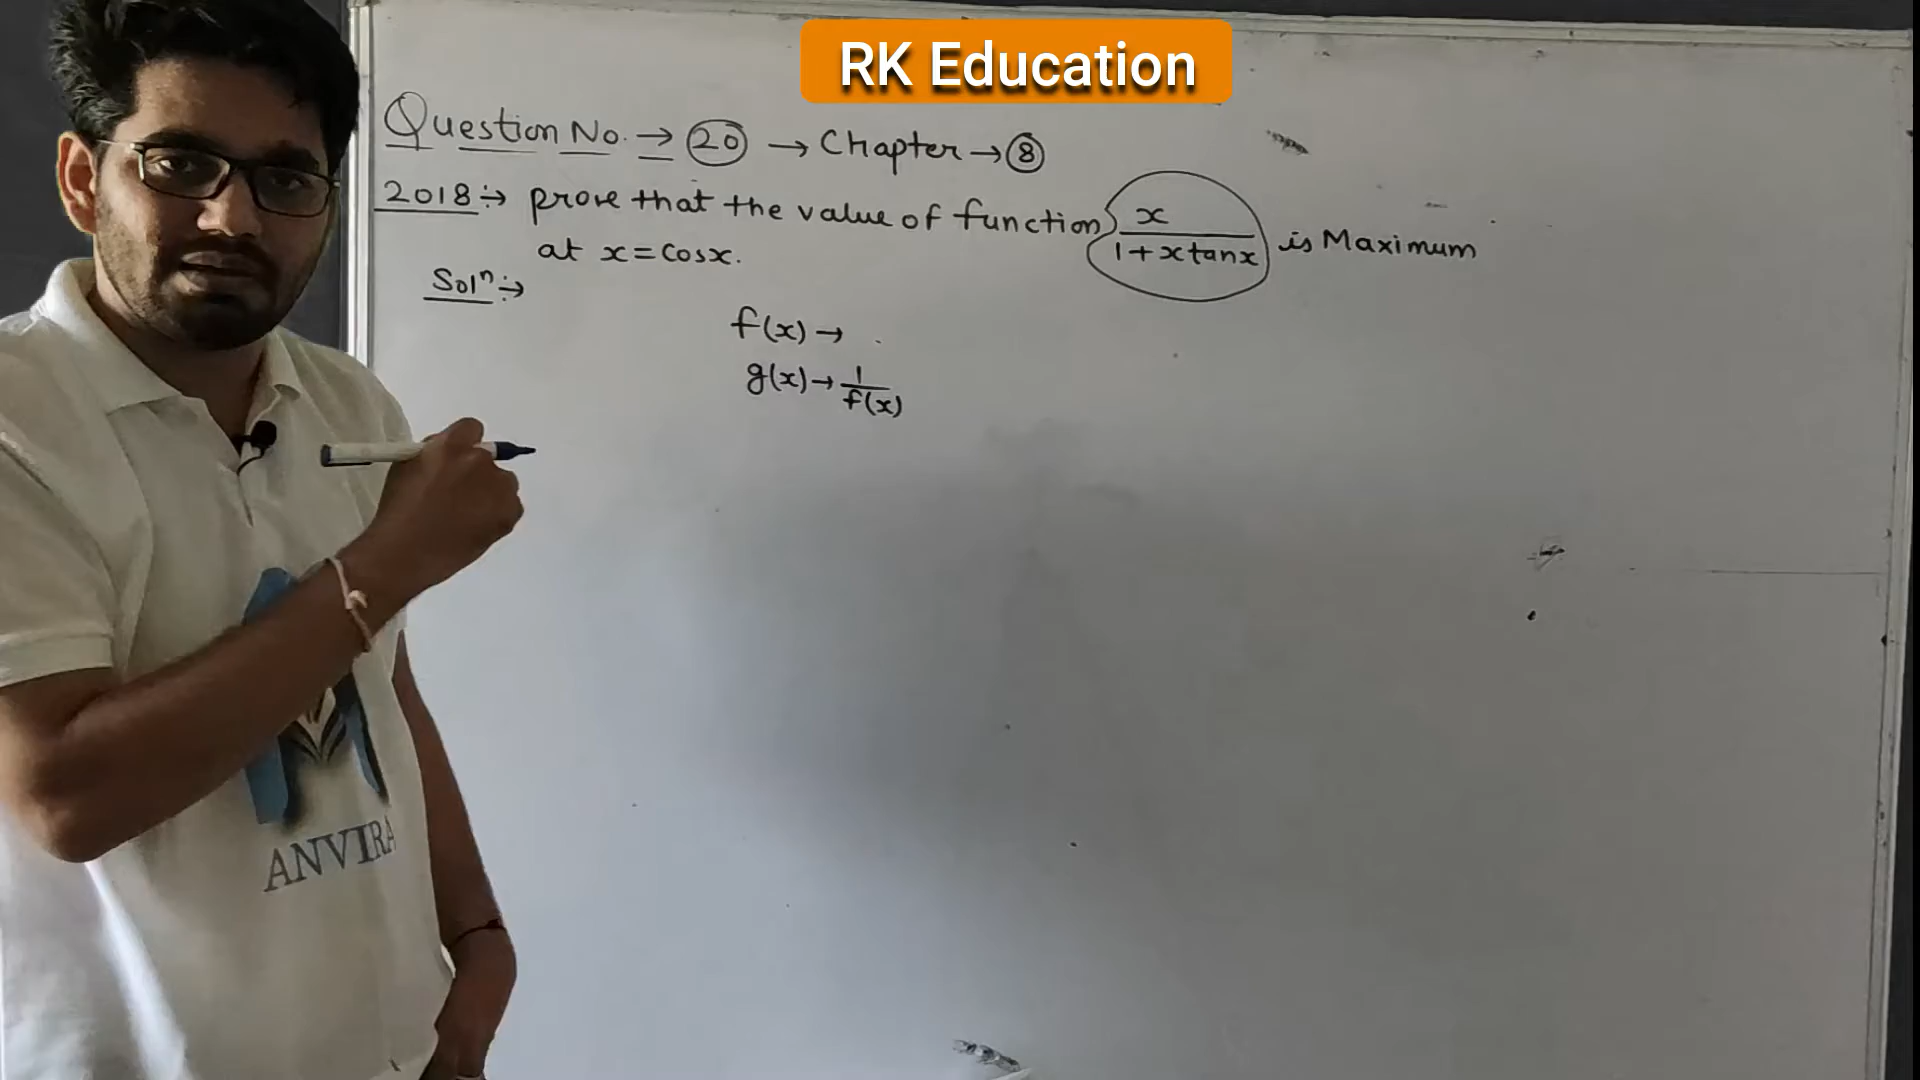 RK Education
Question No. → 20 → Chapter → 8
2018 :→ prove that the value of function x/(1+x tanx) is Maximum
at x=cosx.
Solⁿ :→
f(x) →
g(x) → 1/f(x)
ANVIRA